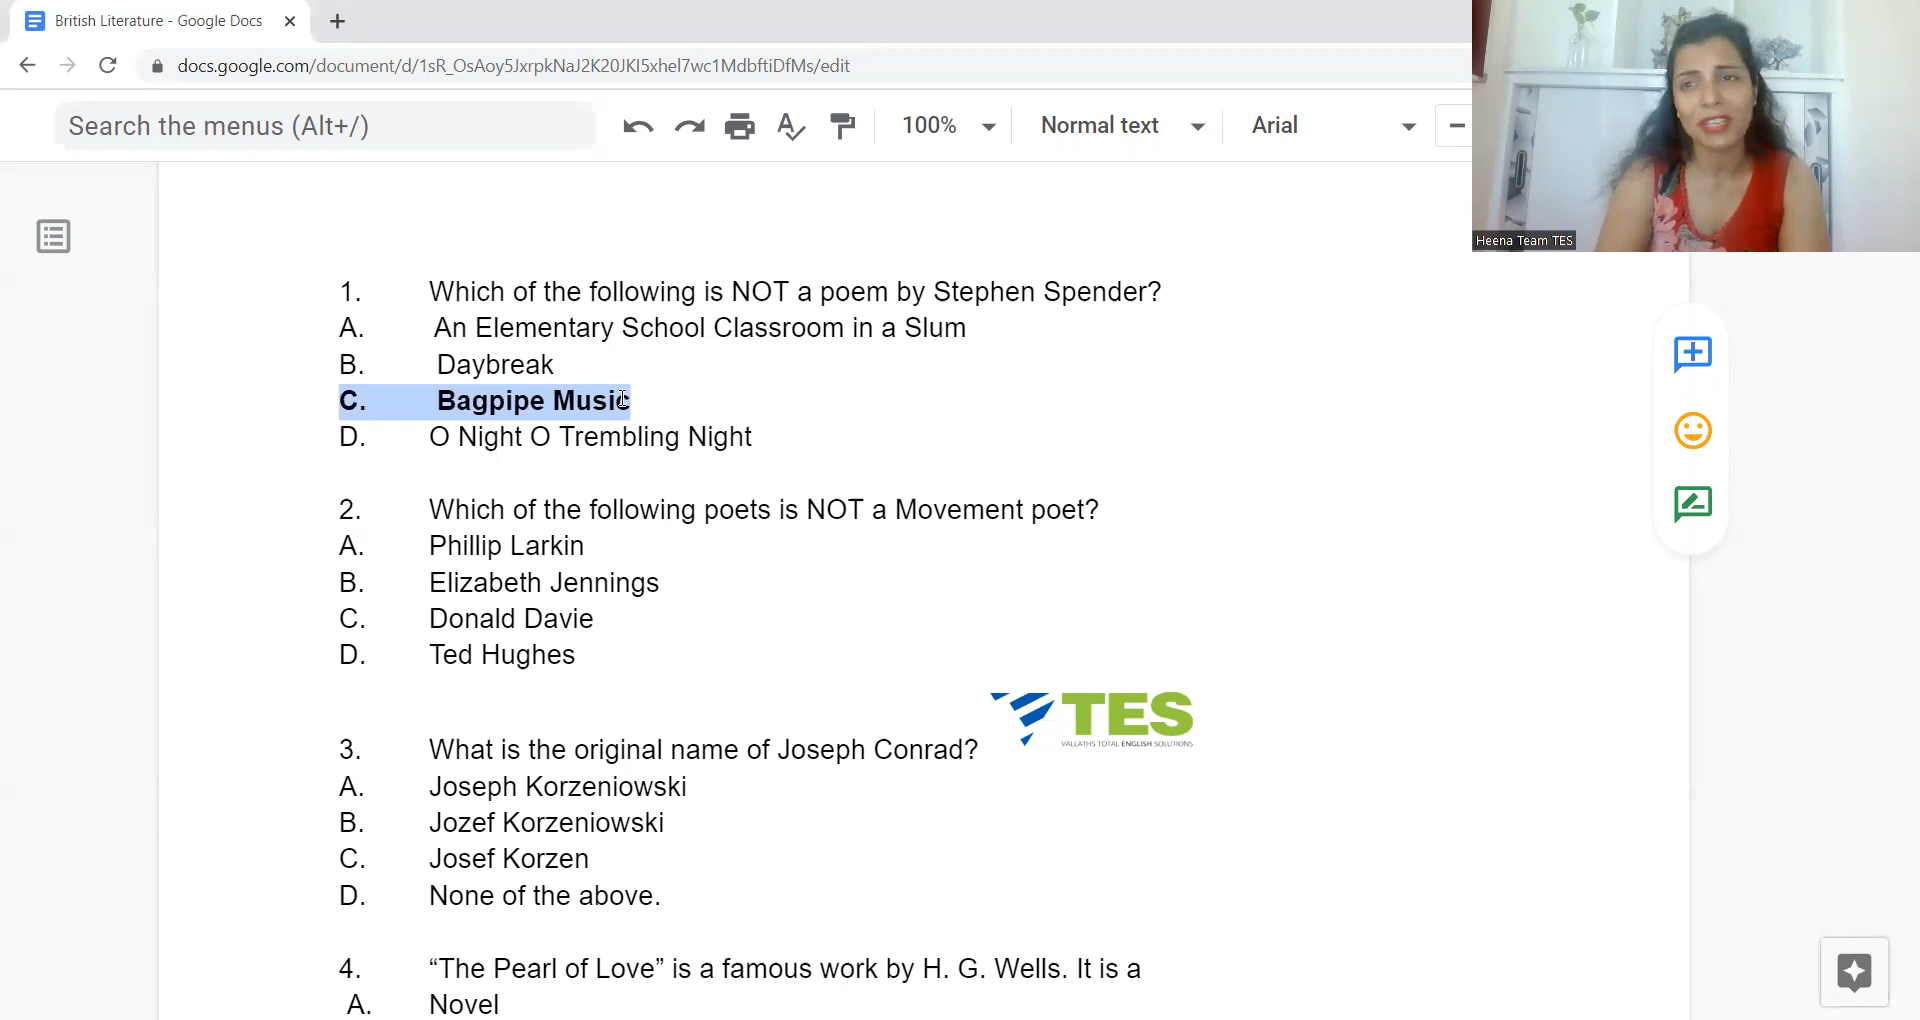 British Literature - Google Docs
docs.google.com/document/d/1sR_OsAoy5JxrpkNaJ2K20JKI5xhel7wc1MdbftiDfMs/edit
Search the menus (Alt+/)
100%
Normal text
Arial
Heena Team TES
1. Which of the following is NOT a poem by Stephen Spender?
A. An Elementary School Classroom in a Slum
B. Daybreak
C. Bagpipe Music
D. O Night O Trembling Night
2. Which of the following poets is NOT a Movement poet?
A. Phillip Larkin
B. Elizabeth Jennings
C. Donald Davie
D. Ted Hughes
TES
VALLATHS TOTAL ENGLISH SOLUTIONS
3. What is the original name of Joseph Conrad?
A. Joseph Korzeniowski
B. Jozef Korzeniowski
C. Josef Korzen
D. None of the above.
4. “The Pearl of Love” is a famous work by H. G. Wells. It is a
A. Novel